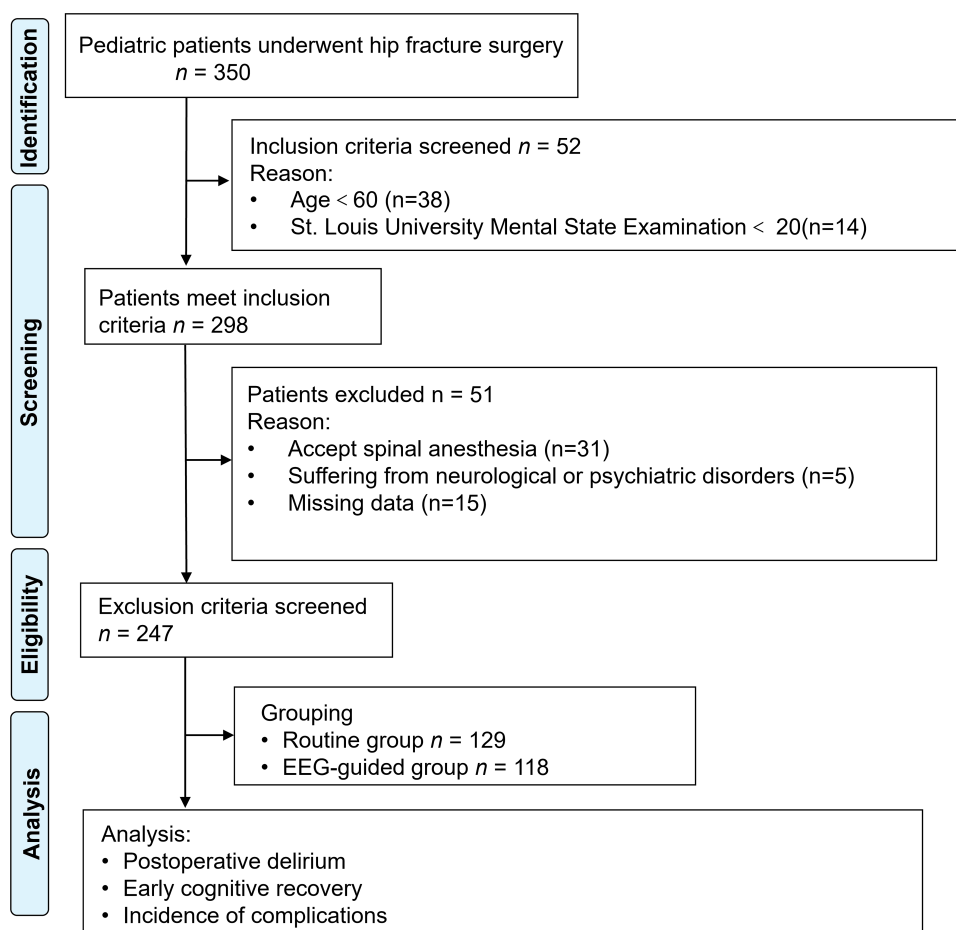 Identification
Pediatric patients underwent hip fracture surgery
n = 350
Inclusion criteria screened n = 52
Reason:
• Age < 60 (n=38)
• St. Louis University Mental State Examination < 20(n=14)
Screening
Patients meet inclusion
criteria n = 298
Patients excluded n = 51
Reason:
• Accept spinal anesthesia (n=31)
• Suffering from neurological or psychiatric disorders (n=5)
• Missing data (n=15)
Eligibility
Exclusion criteria screened
n = 247
Grouping
• Routine group n = 129
• EEG-guided group n = 118
Analysis
Analysis:
• Postoperative delirium
• Early cognitive recovery
• Incidence of complications